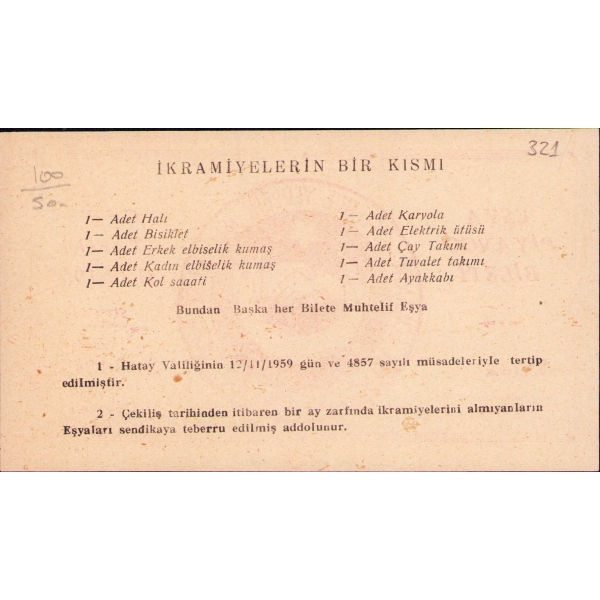 100
50.
321
İKRAMİYELERİN BİR KISMI
1— Adet Halı
1— Adet Bisiklet
1— Adet Erkek elbiselik kumaş
1— Adet Kadın elbiselik kumaş
1— Adet Kol saaati
1— Adet Karyola
1— Adet Elektrik ütüsü
1— Adet Çay Takımı
1— Adet Tuvalet takımı
1— Adet Ayakkabı
Bundan Başka her Bilete Muhtelif Eşya
1 - Hatay Valiliğinin 12/11/1959 gün ve 4857 sayılı müsadeleriyle tertip
edilmiştir.
2 - Çekiliş tarihinden itibaren bir ay zarfında ikramiyelerini almıyanların
Eşyaları sendikaya teberru edilmiş addolunur.